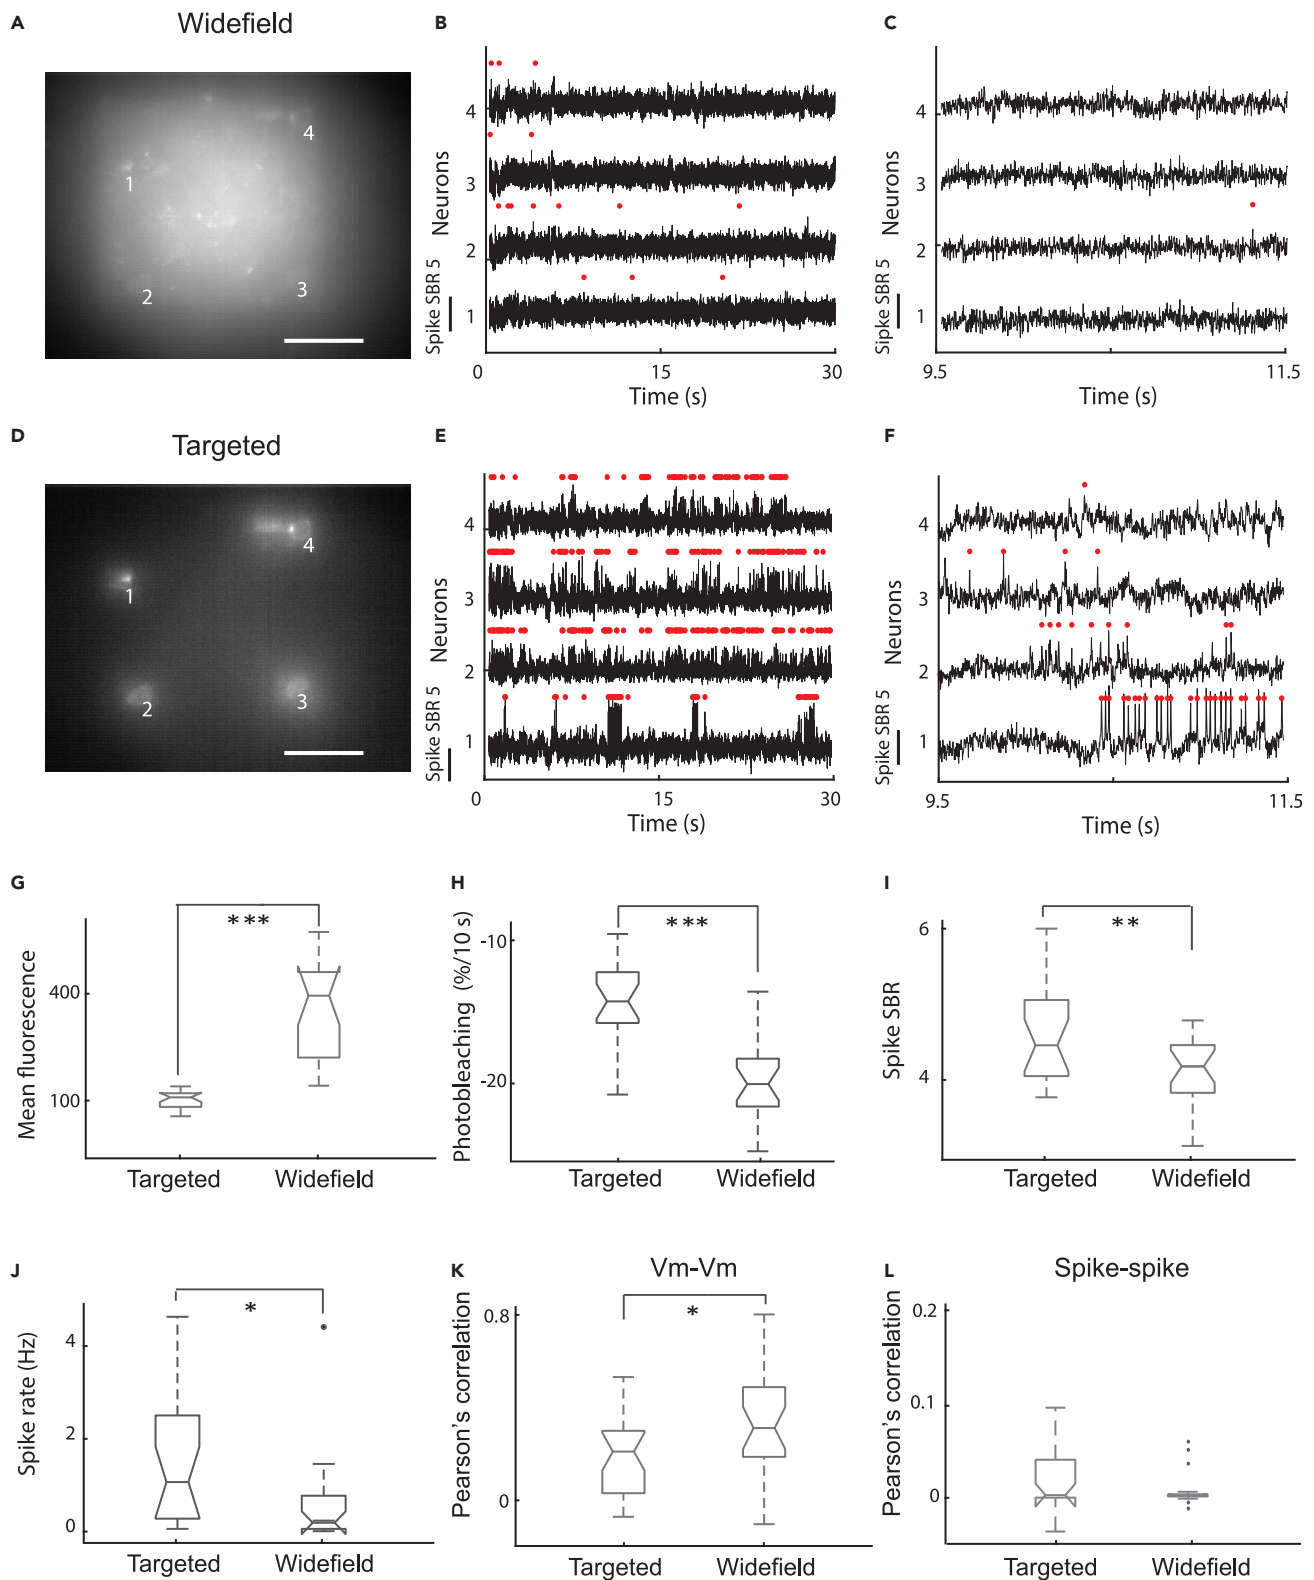 A
Widefield
1
2
3
4
B
Neurons
4
3
2
1
Spike SBR 5
0
15
30
Time (s)
C
Neurons
4
3
2
1
Sipke SBR 5
9.5
11.5
Time (s)
D
Targeted
1
2
3
4
E
Neurons
4
3
2
1
Spike SBR 5
0
15
30
Time (s)
F
Neurons
4
3
2
1
Spike SBR 5
9.5
11.5
Time (s)
G
***
Mean fluorescence
400
100
Targeted
Widefield
H
***
Photobleaching (%/10 s)
-10
-20
Targeted
Widefield
I
**
Spike SBR
6
4
Targeted
Widefield
J
*
Spike rate (Hz)
4
2
0
Targeted
Widefield
K
Vm-Vm
*
Pearson's correlation
0.8
0
Targeted
Widefield
L
Spike-spike
Pearson's correlation
0.2
0.1
0
Targeted
Widefield